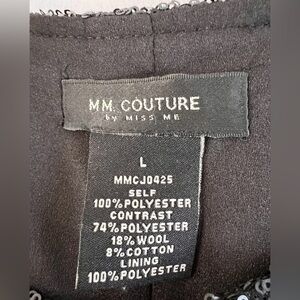 MM. COUTURE
by MISS ME
L
MMCJ0425
SELF
100%POLYESTER
CONTRAST
74%POLYESTER
18%WOOL
8%COTTON
LINING
100%POLYESTER